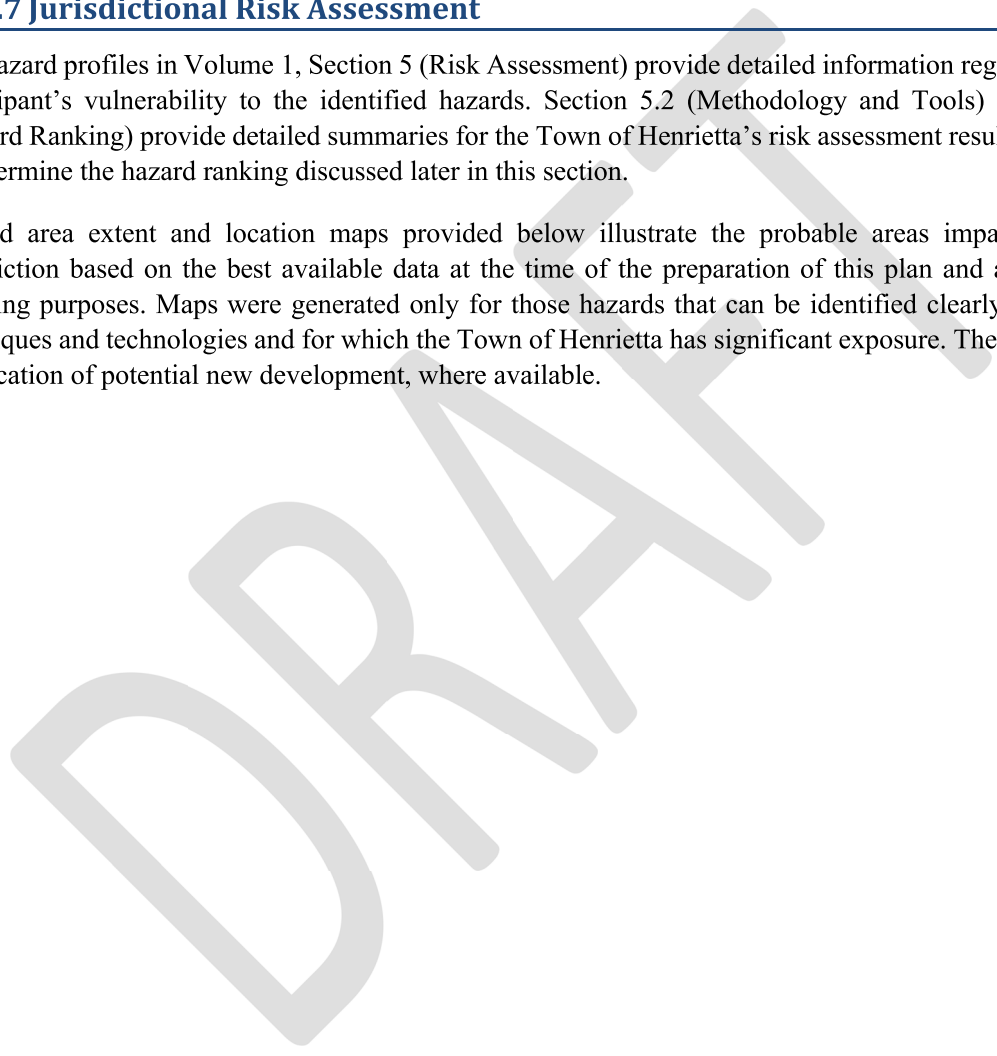 .7 Jurisdictional Risk Assessment
azard profiles in Volume 1, Section 5 (Risk Assessment) provide detailed information reg
ipant’s vulnerability to the identified hazards. Section 5.2 (Methodology and Tools)
rd Ranking) provide detailed summaries for the Town of Henrietta’s risk assessment resu
ermine the hazard ranking discussed later in this section.
d area extent and location maps provided below illustrate the probable areas impa
iction based on the best available data at the time of the preparation of this plan and a
ing purposes. Maps were generated only for those hazards that can be identified clearly
iques and technologies and for which the Town of Henrietta has significant exposure. The
cation of potential new development, where available.
DRAFT